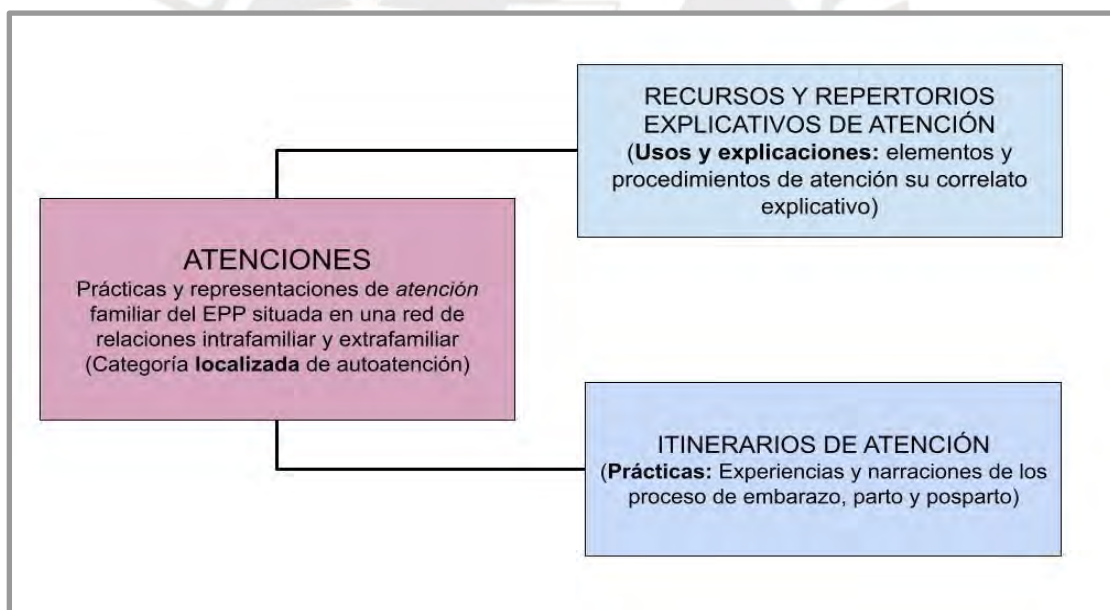 RECURSOS Y REPERTORIOS
EXPLICATIVOS DE ATENCIÓN
(Usos y explicaciones: elementos y
procedimientos de atención su correlato
explicativo)
ATENCIONES
Prácticas y representaciones de atención
familiar del EPP situada en una red de
relaciones intrafamiliar y extrafamiliar
(Categoría localizada de autoatención)
ITINERARIOS DE ATENCIÓN
(Prácticas: Experiencias y narraciones de los
proceso de embarazo, parto y posparto)